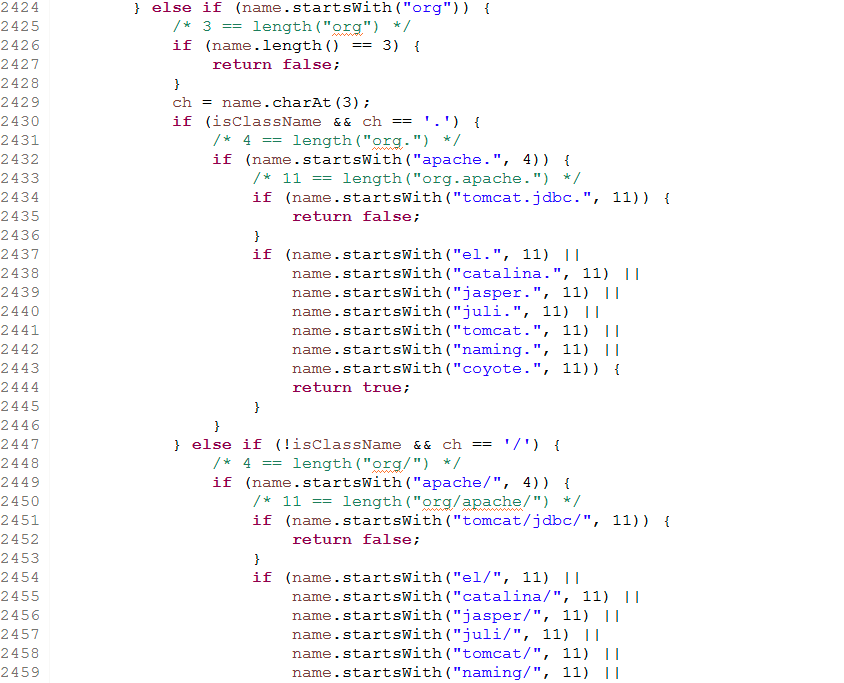 2424 } else if (name.startsWith("org")) {
2425 /* 3 == length("org") */
2426 if (name.length() == 3) {
2427 return false;
2428 }
2429 ch = name.charAt(3);
2430 if (isClassName && ch == '.') {
2431 /* 4 == length("org.") */
2432 if (name.startsWith("apache.", 4)) {
2433 /* 11 == length("org.apache.") */
2434 if (name.startsWith("tomcat.jdbc.", 11)) {
2435 return false;
2436 }
2437 if (name.startsWith("el.", 11) ||
2438 name.startsWith("catalina.", 11) ||
2439 name.startsWith("jasper.", 11) ||
2440 name.startsWith("juli.", 11) ||
2441 name.startsWith("tomcat.", 11) ||
2442 name.startsWith("naming.", 11) ||
2443 name.startsWith("coyote.", 11)) {
2444 return true;
2445 }
2446 }
2447 } else if (!isClassName && ch == '/') {
2448 /* 4 == length("org/") */
2449 if (name.startsWith("apache/", 4)) {
2450 /* 11 == length("org/apache/") */
2451 if (name.startsWith("tomcat/jdbc/", 11)) {
2452 return false;
2453 }
2454 if (name.startsWith("el/", 11) ||
2455 name.startsWith("catalina/", 11) ||
2456 name.startsWith("jasper/", 11) ||
2457 name.startsWith("juli/", 11) ||
2458 name.startsWith("tomcat/", 11) ||
2459 name.startsWith("naming/", 11) ||